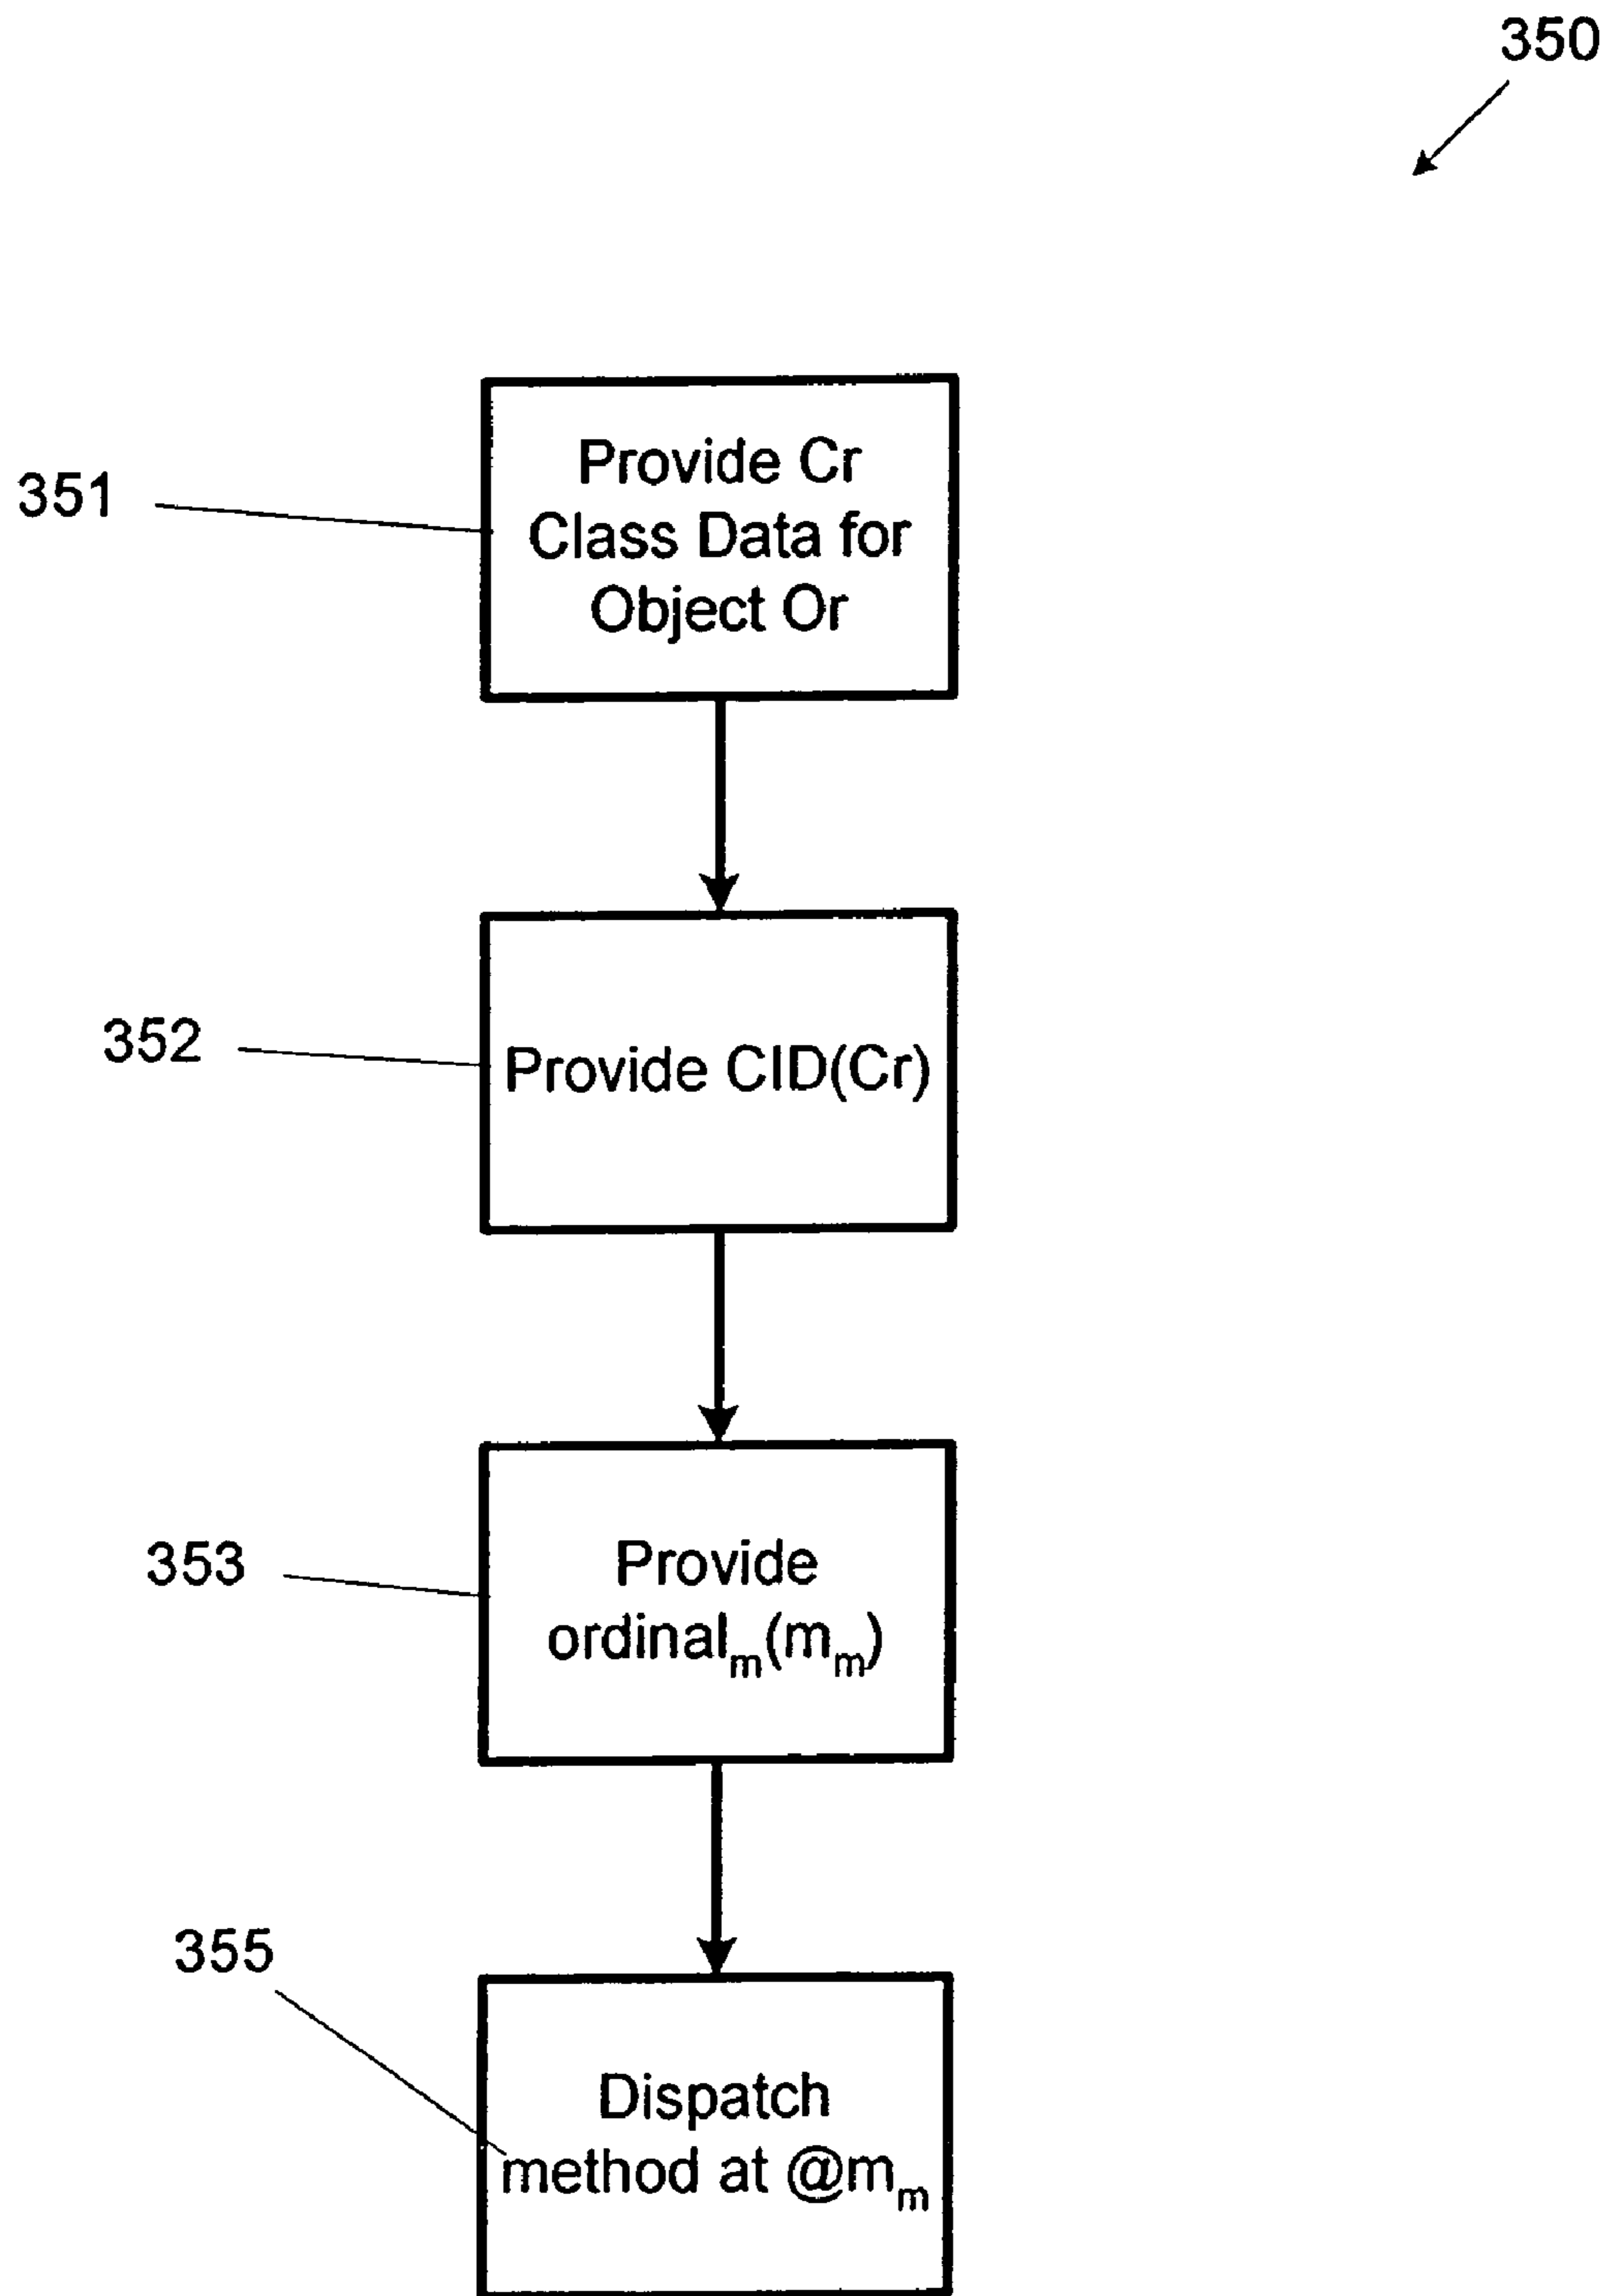 350
351
Provide Cr
Class Data for
Object Or
352
Provide CID(Cr)
353
Provide
ordinalₘ(mₘ)
355
Dispatch
method at @mₘ